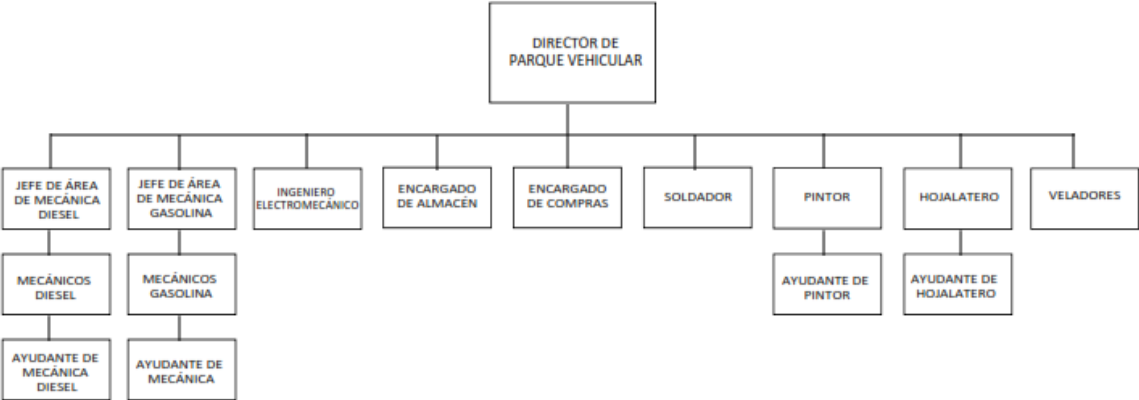 DIRECTOR DE
PARQUE VEHICULAR
JEFE DE ÁREA
DE MECÁNICA
DIESEL
JEFE DE ÁREA
DE MECÁNICA
GASOLINA
INGENIERO
ELECTROMECÁNICO
ENCARGADO
DE ALMACÉN
ENCARGADO
DE COMPRAS
SOLDADOR
PINTOR
HOJALATERO
VELADORES
MECÁNICOS
DIESEL
MECÁNICOS
GASOLINA
AYUDANTE DE
PINTOR
AYUDANTE DE
HOJALATERO
AYUDANTE DE
MECÁNICA
DIESEL
AYUDANTE DE
MECÁNICA